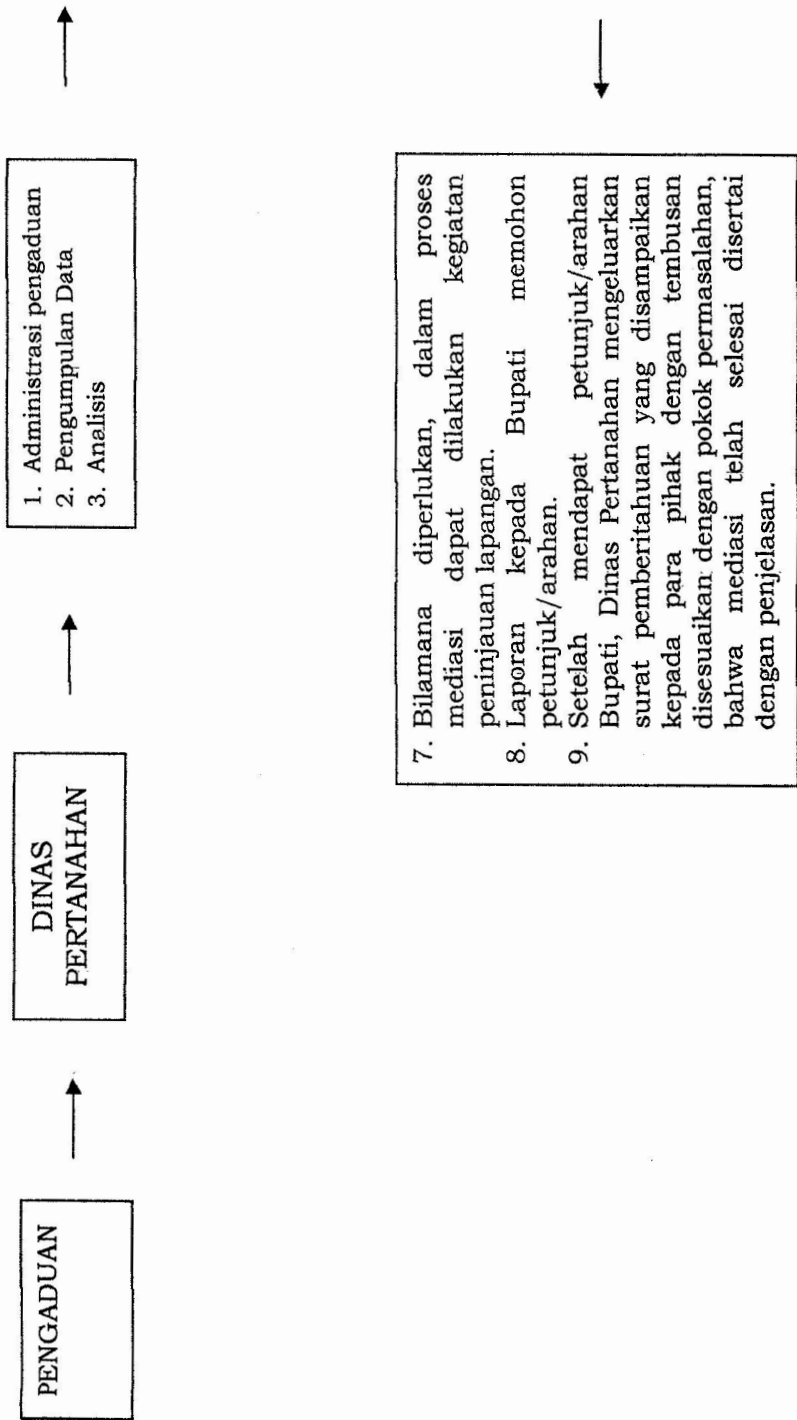 PENGADUAN
DINAS
PERTANAHAN
1. Administrasi pengaduan
2. Pengumpulan Data
3. Analisis
7. Bilamana diperlukan, dalam proses
mediasi dapat dilakukan kegiatan
peninjauan lapangan.
8. Laporan kepada Bupati memohon
petunjuk/arahan.
9. Setelah mendapat petunjuk/arahan
Bupati, Dinas Pertanahan mengeluarkan
surat pemberitahuan yang disampaikan
kepada para pihak dengan tembusan
disesuaikan dengan pokok permasalahan,
bahwa mediasi telah selesai disertai
dengan penjelasan.